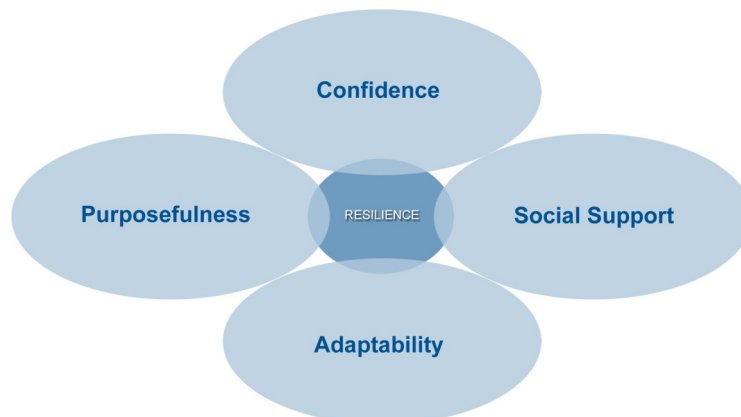 Confidence
Purposefulness
RESILIENCE
Social Support
Adaptability